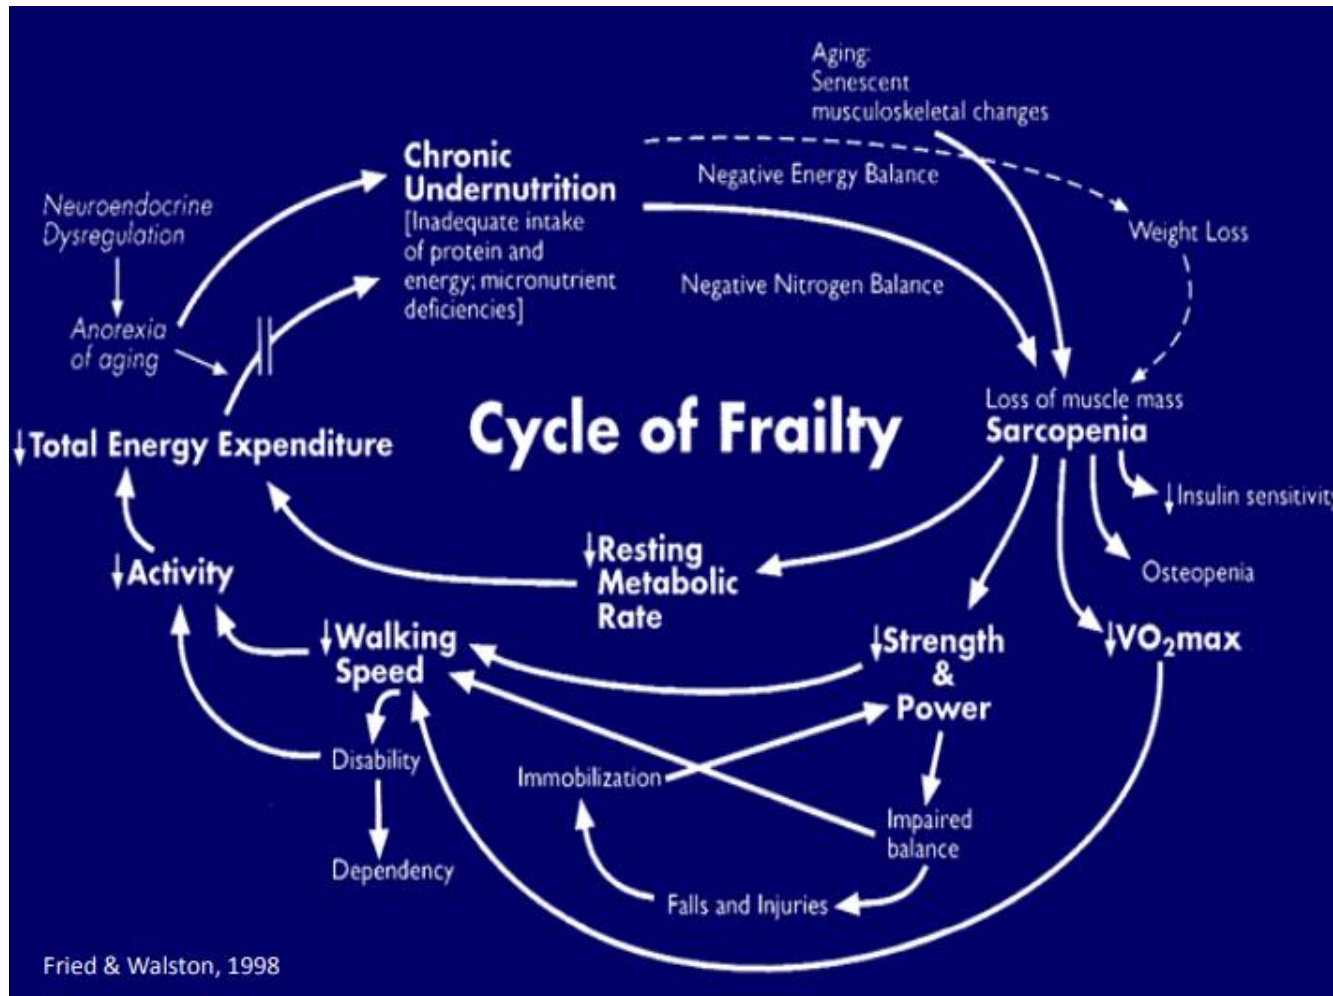 Aging:
Senescent
musculoskeletal changes
Chronic
Undernutrition
[Inadequate intake
of protein and
energy; micronutrient
deficiencies]
Negative Energy Balance
Neuroendocrine
Dysregulation
Weight Loss
Negative Nitrogen Balance
Anorexia
of aging
Loss of muscle mass
Sarcopenia
Cycle of Frailty
↓Total Energy Expenditure
↓Insulin sensitivity
↓Resting
Metabolic
Rate
↓Activity
Osteopenia
↓Walking
Speed
↓Strength
&
Power
↓VO₂max
Disability
Immobilization
Impaired
balance
Dependency
Falls and Injuries
Fried & Walston, 1998